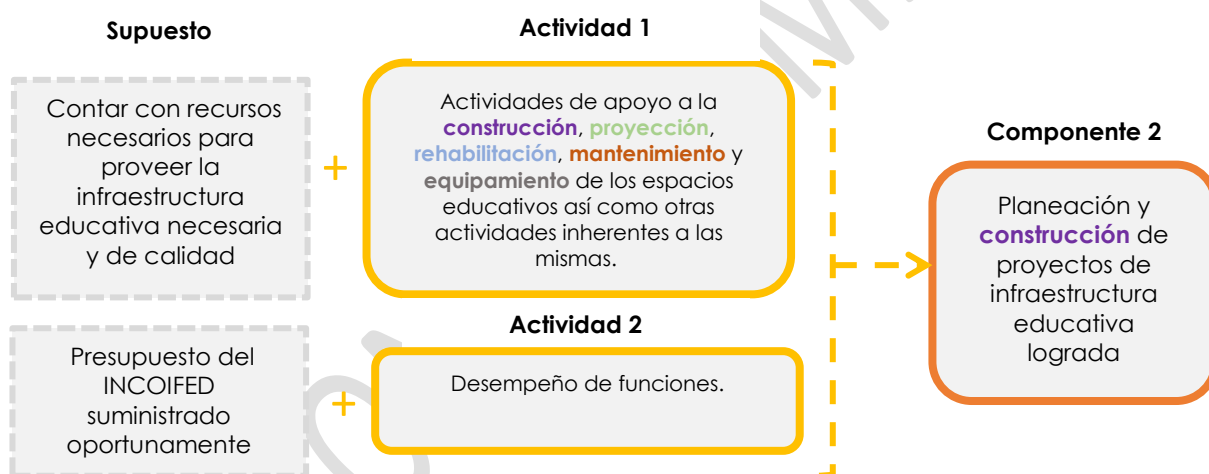 Supuesto
Contar con recursos
necesarios para
proveer la
infraestructura
educativa necesaria
y de calidad
+
Actividad 1
Actividades de apoyo a la
construcción, proyección,
rehabilitación, mantenimiento y
equipamiento de los espacios
educativos así como otras
actividades inherentes a las
mismas.
Presupuesto del
INCOIFED
suministrado
oportunamente
+
Actividad 2
Desempeño de funciones.
Componente 2
Planeación y
construcción de
proyectos de
infraestructura
educativa
lograda